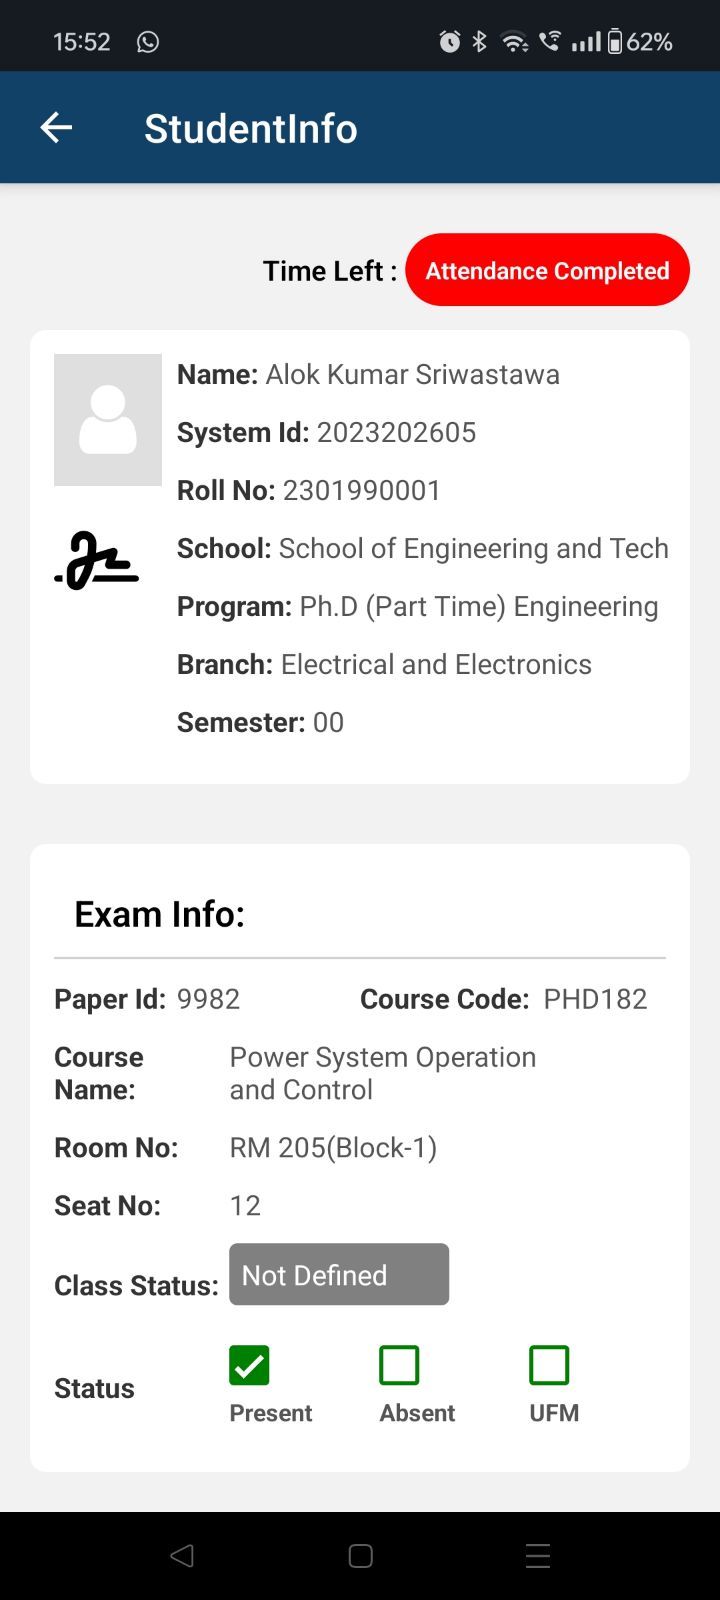 15:52 62%
StudentInfo
Time Left : Attendance Completed
Name: Alok Kumar Sriwastawa
System Id: 2023202605
Roll No: 2301990001
School: School of Engineering and Tech
Program: Ph.D (Part Time) Engineering
Branch: Electrical and Electronics
Semester: 00
Exam Info:
Paper Id: 9982 Course Code: PHD182
Course Name: Power System Operation and Control
Room No: RM 205(Block-1)
Seat No: 12
Class Status: Not Defined
Status
Present Absent UFM